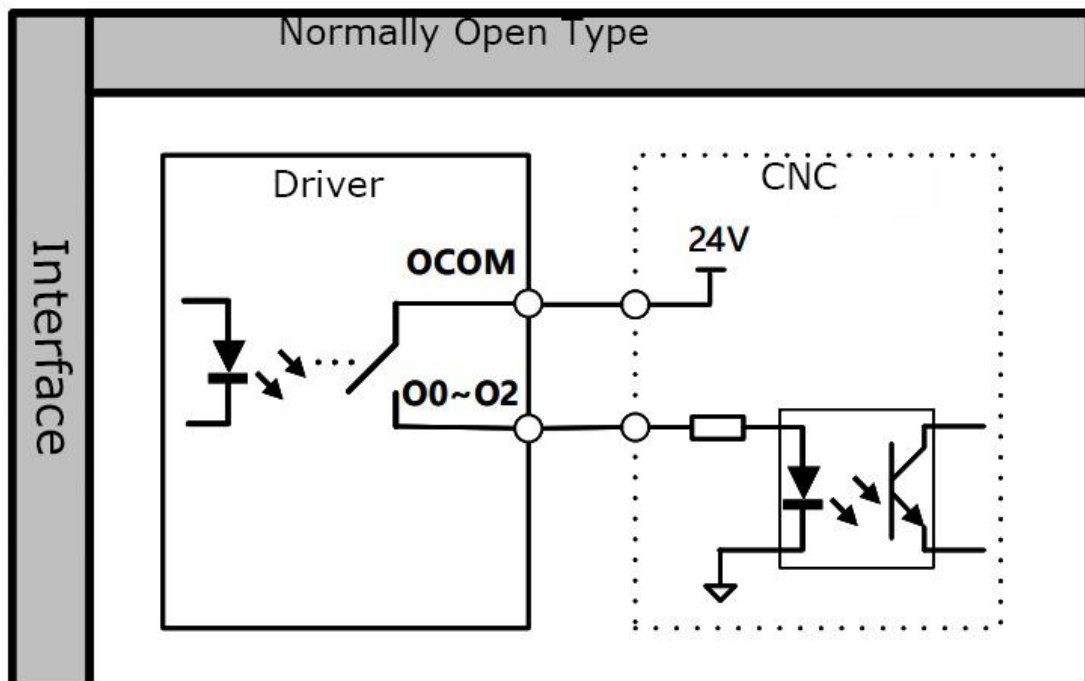 Normally Open Type
Interface
Driver
CNC
24V
OCOM
O0~O2